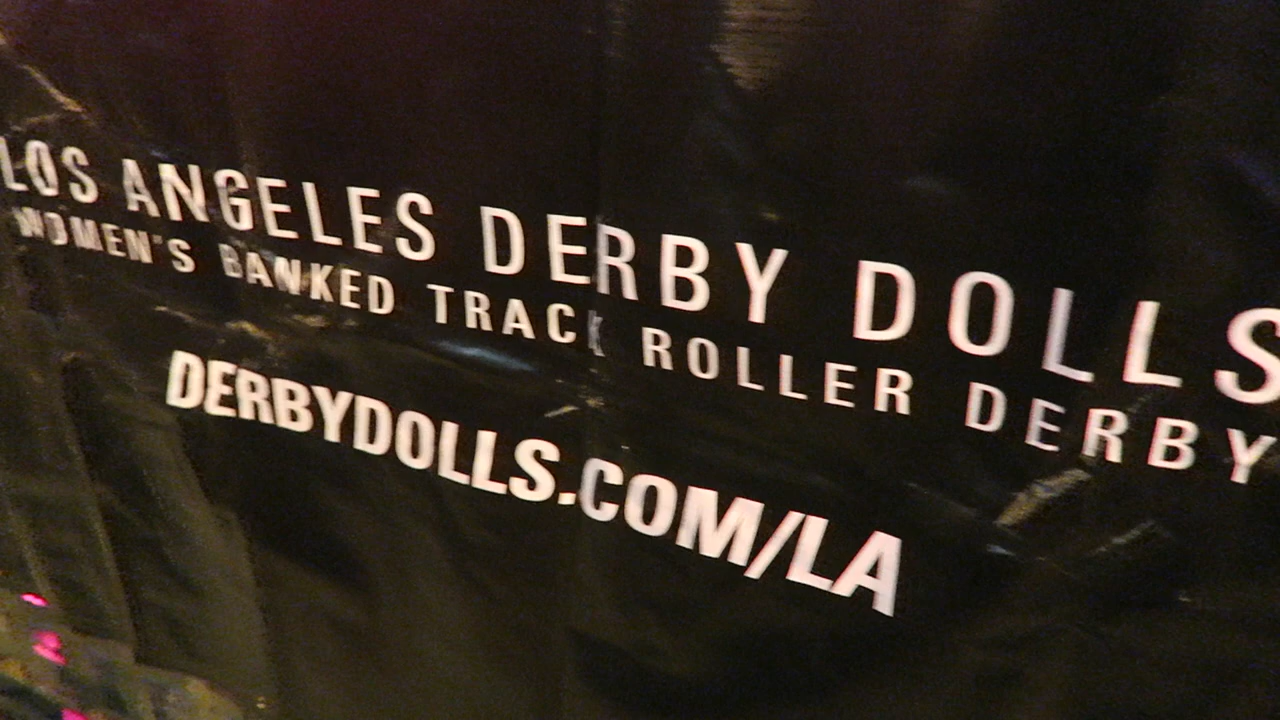 LOS ANGELES DERBY DOLLS
WOMEN'S BANKED TRACK ROLLER DERBY
DERBYDOLLS.COM/LA